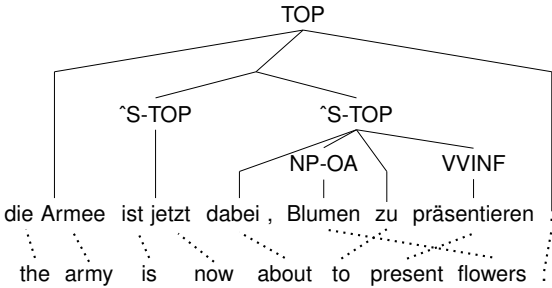 TOP
ˆS-TOP ˆS-TOP
NP-OA VVINF
die Armee ist jetzt dabei , Blumen zu präsentieren .
the army is now about to present flowers .